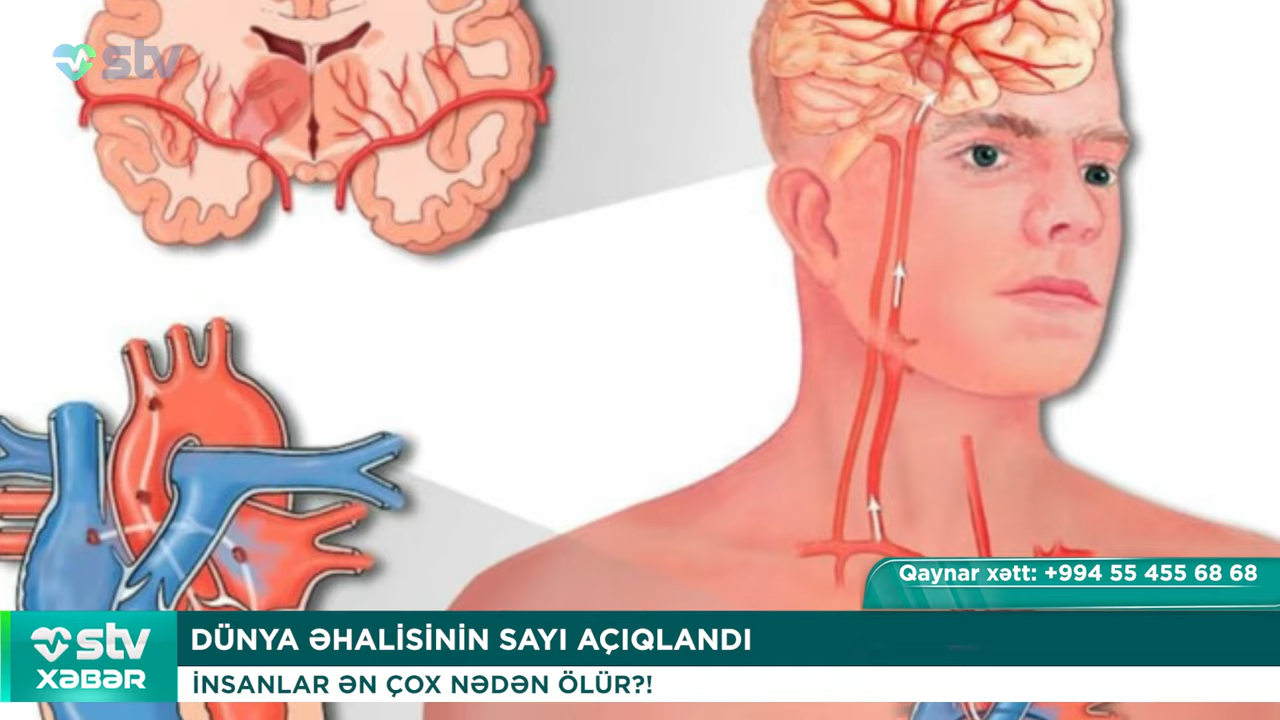 stv
Qaynar xətt: +994 55 455 68 68
stv
XƏBƏR
DÜNYA ƏHALİSİNİN SAYI AÇIQLANDI
İNSANLAR ƏN ÇOX NƏDƏN ÖLÜR?!